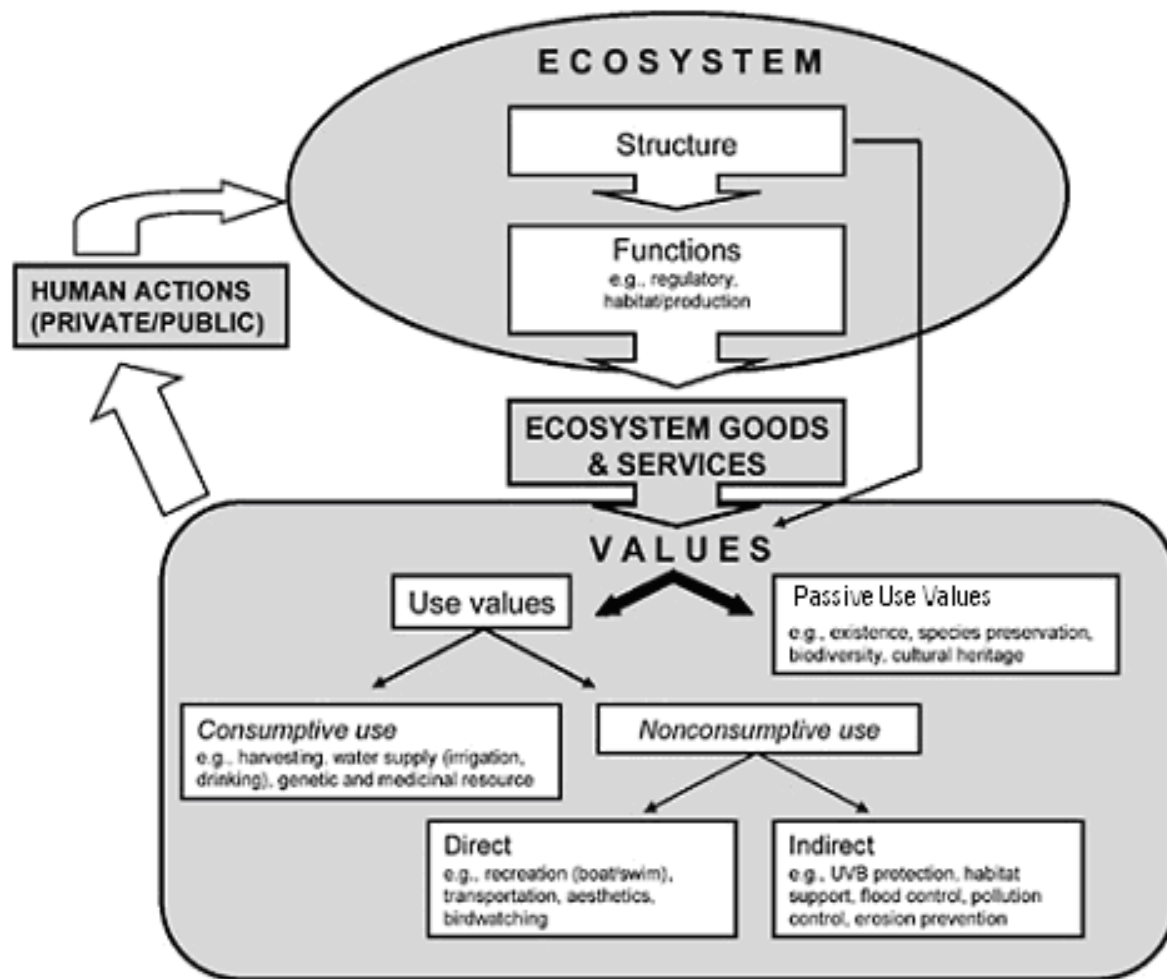 ECOSYSTEM
Structure
Functions
e.g., regulatory,
habitat/production
HUMAN ACTIONS
(PRIVATE/PUBLIC)
ECOSYSTEM GOODS
& SERVICES
VALUES
Use values
Passive Use Values
e.g., existence, species preservation,
biodiversity, cultural heritage
Consumptive use
e.g., harvesting, water supply (irrigation,
drinking), genetic and medicinal resource
Nonconsumptive use
Direct
e.g., recreation (boat/swim),
transportation, aesthetics,
birdwatching
Indirect
e.g., UVB protection, habitat
support, flood control, pollution
control, erosion prevention